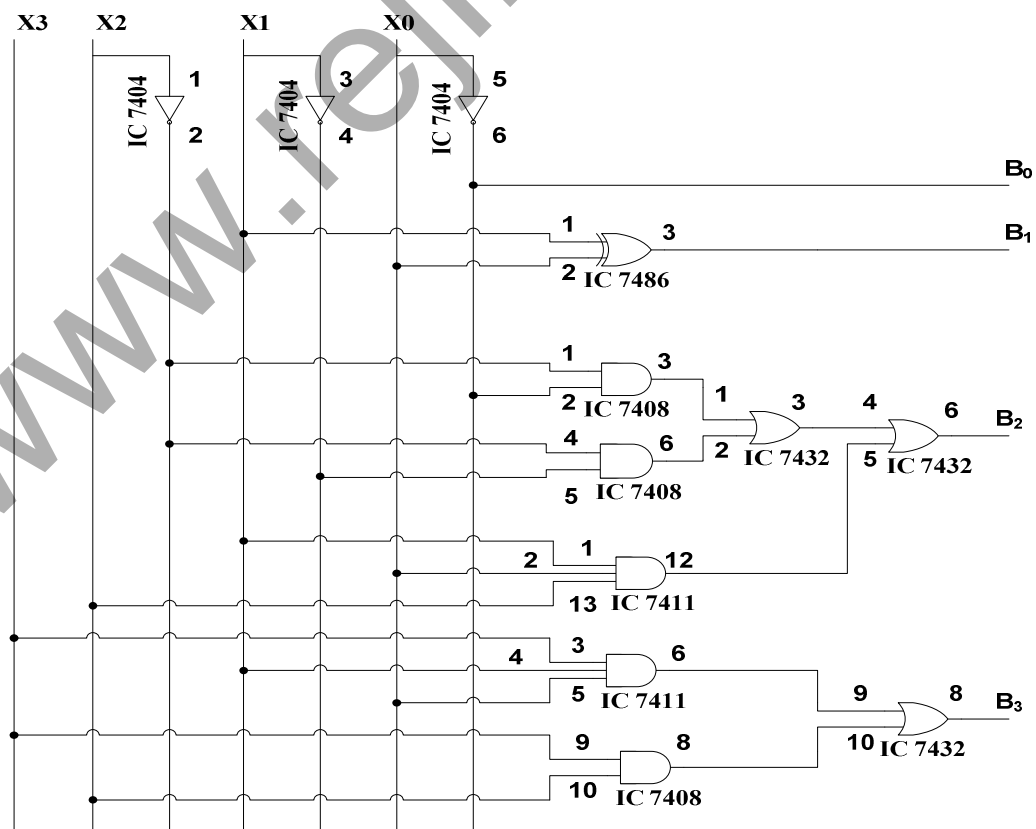 X3 X2 X1 X0
IC 7404 1 2
IC 7404 3 4
IC 7404 5 6
B₀
1 2 3 B₁
IC 7486
1 2 3
IC 7408
4 5 6
IC 7408
1 2 3
IC 7432
4 5 6 B₂
IC 7432
1 2 13 12
IC 7411
3 4 5 6
IC 7411
9 10 8
IC 7408
9 10 8 B₃
IC 7432